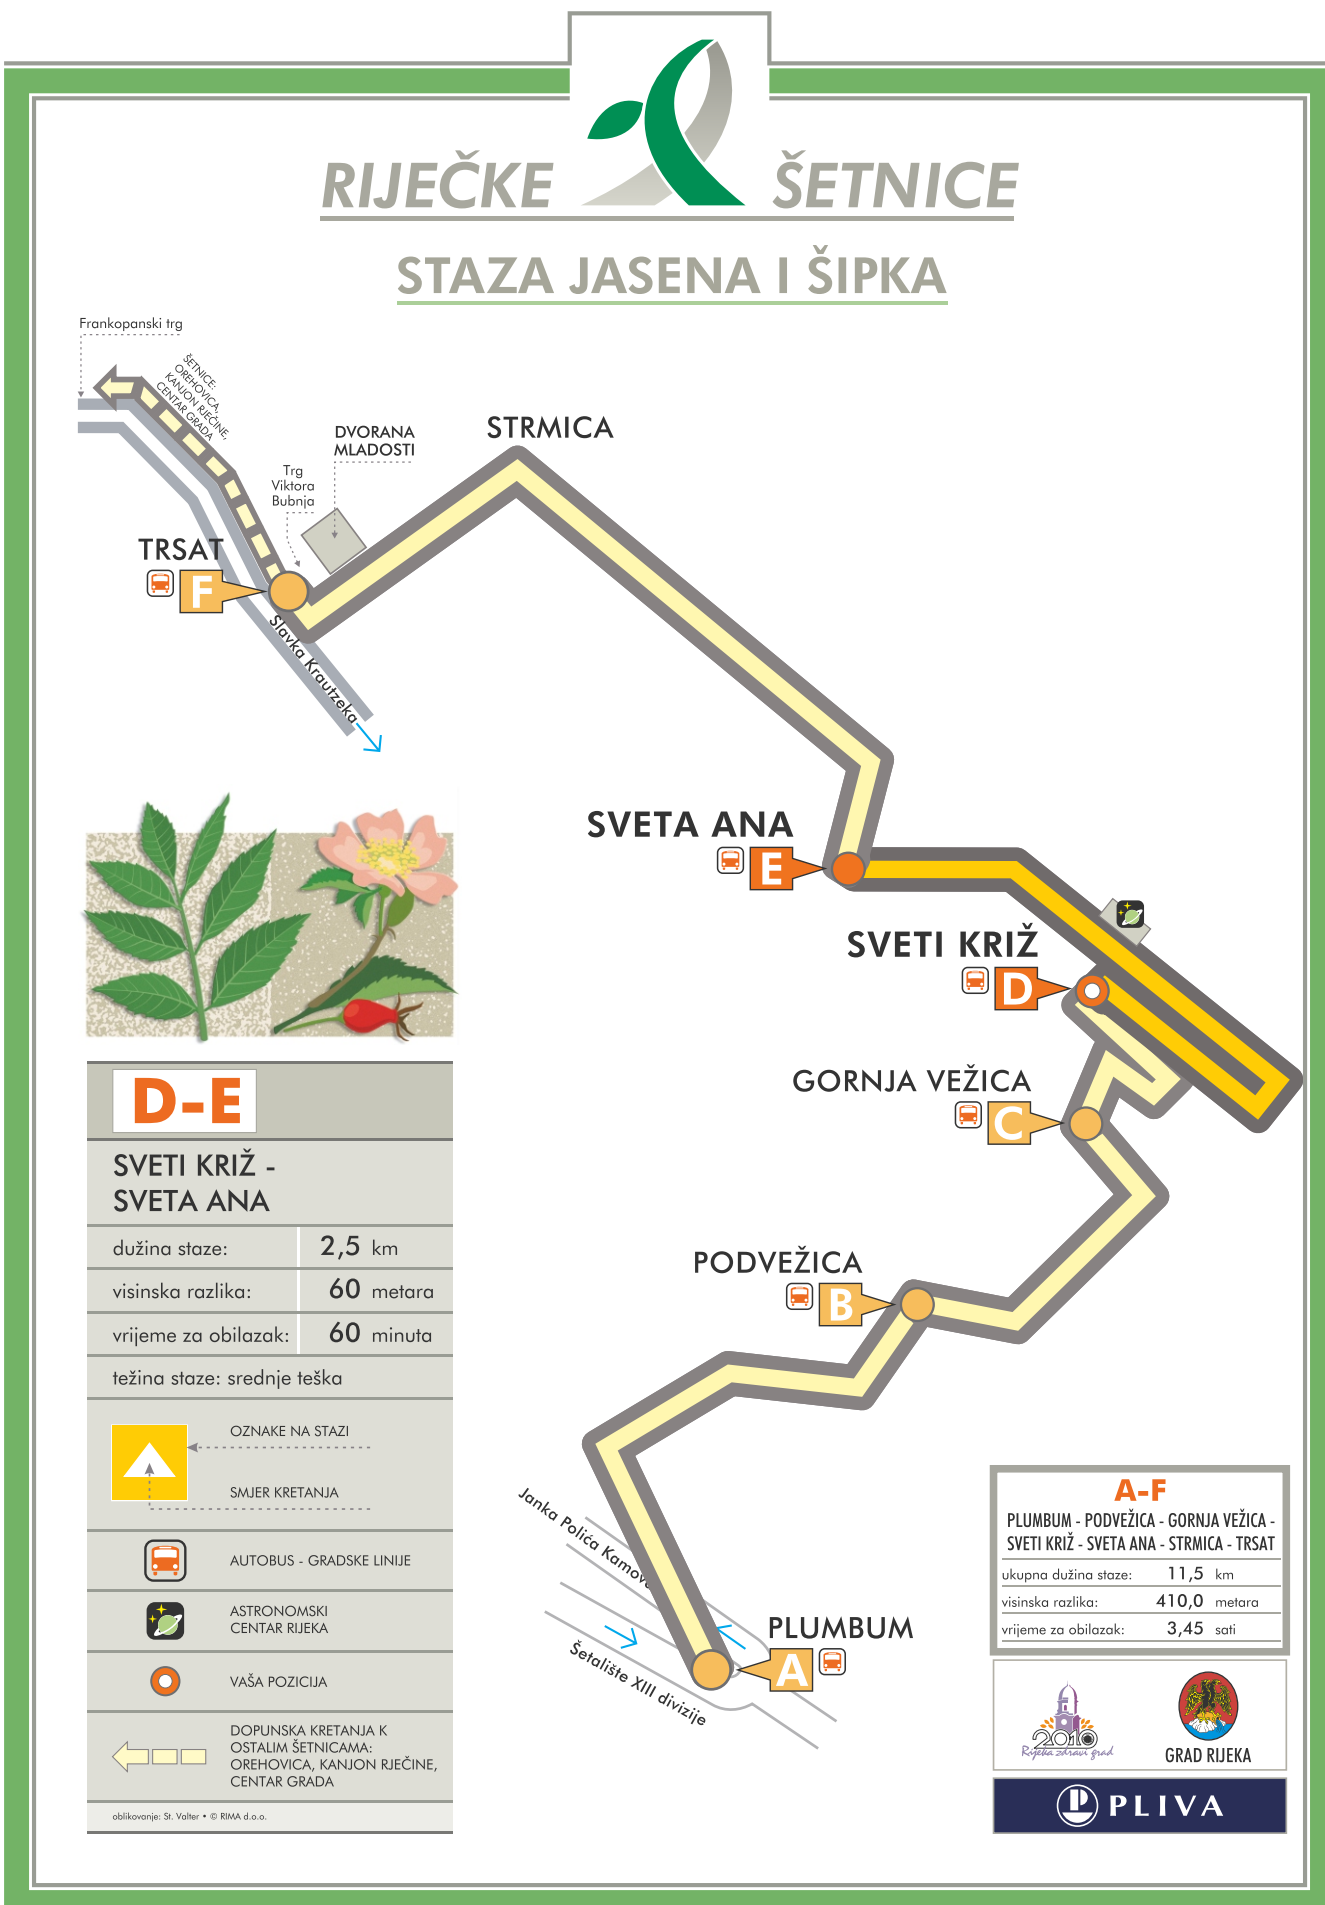 RIJEČKE ŠETNICE
STAZA JASENA I ŠIPKA
Frankopanski trg
ŠETNICE:
OREHOVICA,
KANJON RJEČINE,
CENTAR GRADA
DVORANA
MLADOSTI
STRMICA
Trg
Viktora
Bubnja
TRSAT
F
Slavka Krautzeka
SVETA ANA
E
SVETI KRIŽ
D
GORNJA VEŽICA
C
PODVEŽICA
B
Janka Polića Kamova
Šetalište XIII divizije
PLUMBUM
A
D-E
SVETI KRIŽ -
SVETA ANA
dužina staze: 2,5 km
visinska razlika: 60 metara
vrijeme za obilazak: 60 minuta
težina staze: srednje teška
OZNAKE NA STAZI
SMJER KRETANJA
AUTOBUS - GRADSKE LINIJE
ASTRONOMSKI
CENTAR RIJEKA
VAŠA POZICIJA
DOPUNSKA KRETANJA K
OSTALIM ŠETNICAMA:
OREHOVICA, KANJON RJEČINE,
CENTAR GRADA
oblikovanje: St. Valter • © RIMA d.o.o.
A-F
PLUMBUM - PODVEŽICA - GORNJA VEŽICA -
SVETI KRIŽ - SVETA ANA - STRMICA - TRSAT
ukupna dužina staze: 11,5 km
visinska razlika: 410,0 metara
vrijeme za obilazak: 3,45 sati
2010
Rijeka zdravi grad
GRAD RIJEKA
PLIVA